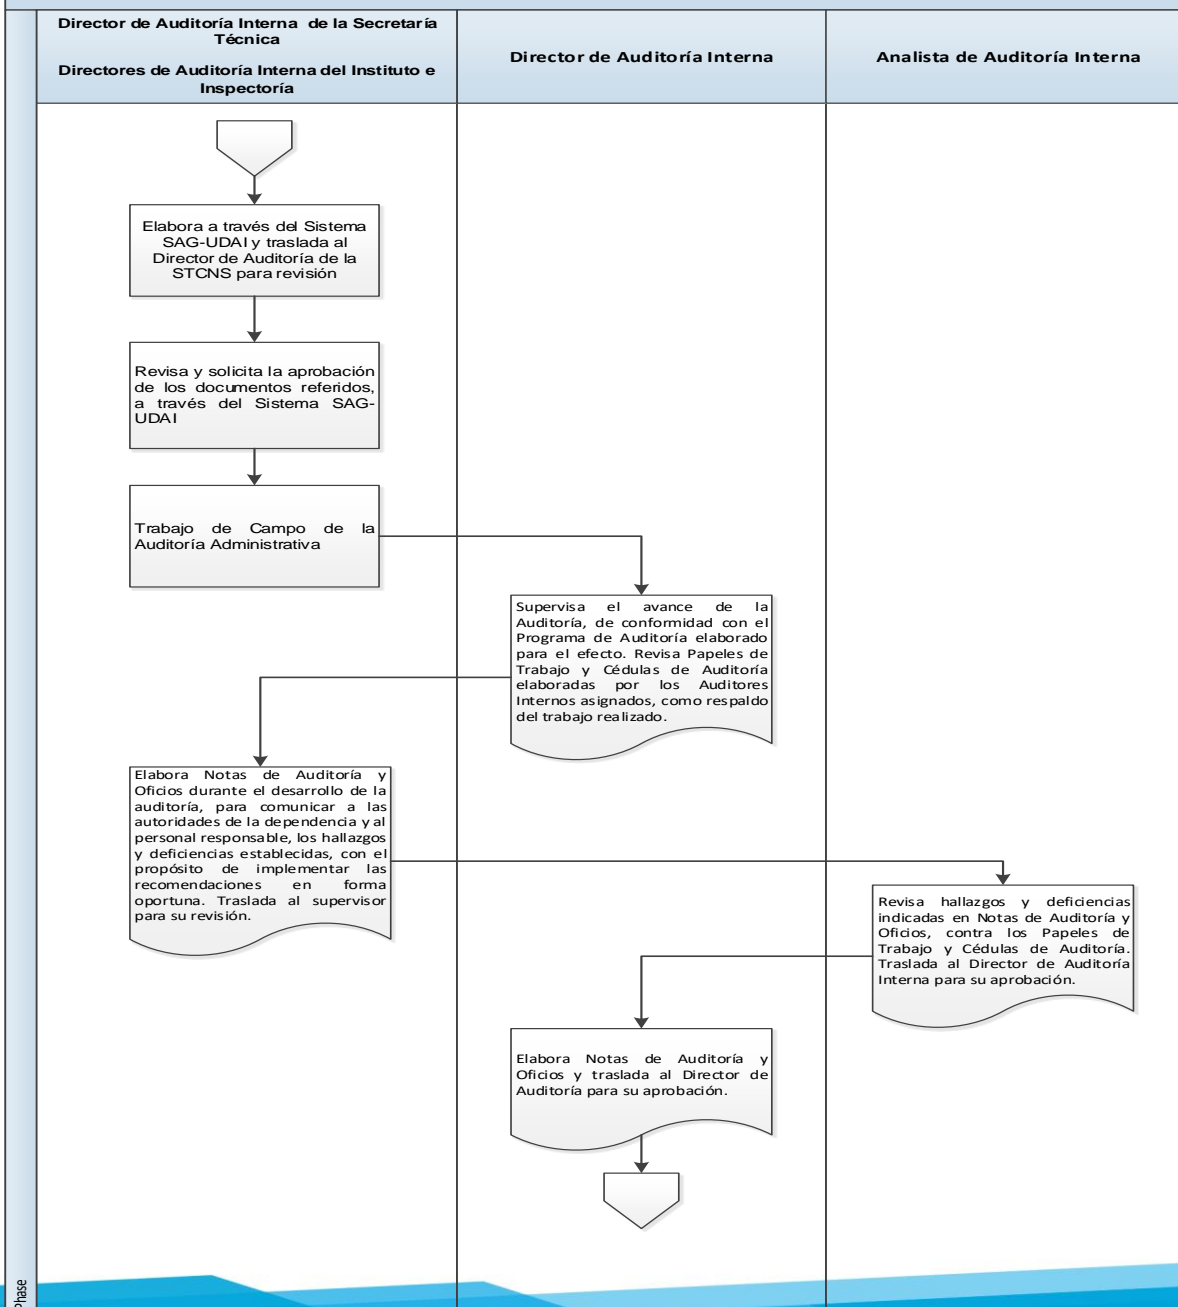 Director de Auditoría Interna de la Secretaría
Técnica
Directores de Auditoría Interna del Instituto e
Inspectoría
Director de Auditoría Interna
Analista de Auditoría Interna
Elabora a través del Sistema
SAG-UDAI y traslada al
Director de Auditoría de la
STCNS para revisión
Revisa y solicita la aprobación
de los documentos referidos,
a través del Sistema SAG-
UDAI
Trabajo de Campo de la
Auditoría Administrativa
Supervisa el avance de la
Auditoría, de conformidad con el
Programa de Auditoría elaborado
para el efecto. Revisa Papeles de
Trabajo y Cédulas de Auditoría
elaboradas por los Auditores
Internos asignados, como respaldo
del trabajo realizado.
Elabora Notas de Auditoría y
Oficios durante el desarrollo de la
auditoría, para comunicar a las
autoridades de la dependencia y al
personal responsable, los hallazgos
y deficiencias establecidas, con el
propósito de implementar las
recomendaciones en forma
oportuna. Traslada al supervisor
para su revisión.
Revisa hallazgos y deficiencias
indicadas en Notas de Auditoría y
Oficios, contra los Papeles de
Trabajo y Cédulas de Auditoría.
Traslada al Director de Auditoría
Interna para su aprobación.
Elabora Notas de Auditoría y
Oficios y traslada al Director de
Auditoría para su aprobación.
Phase